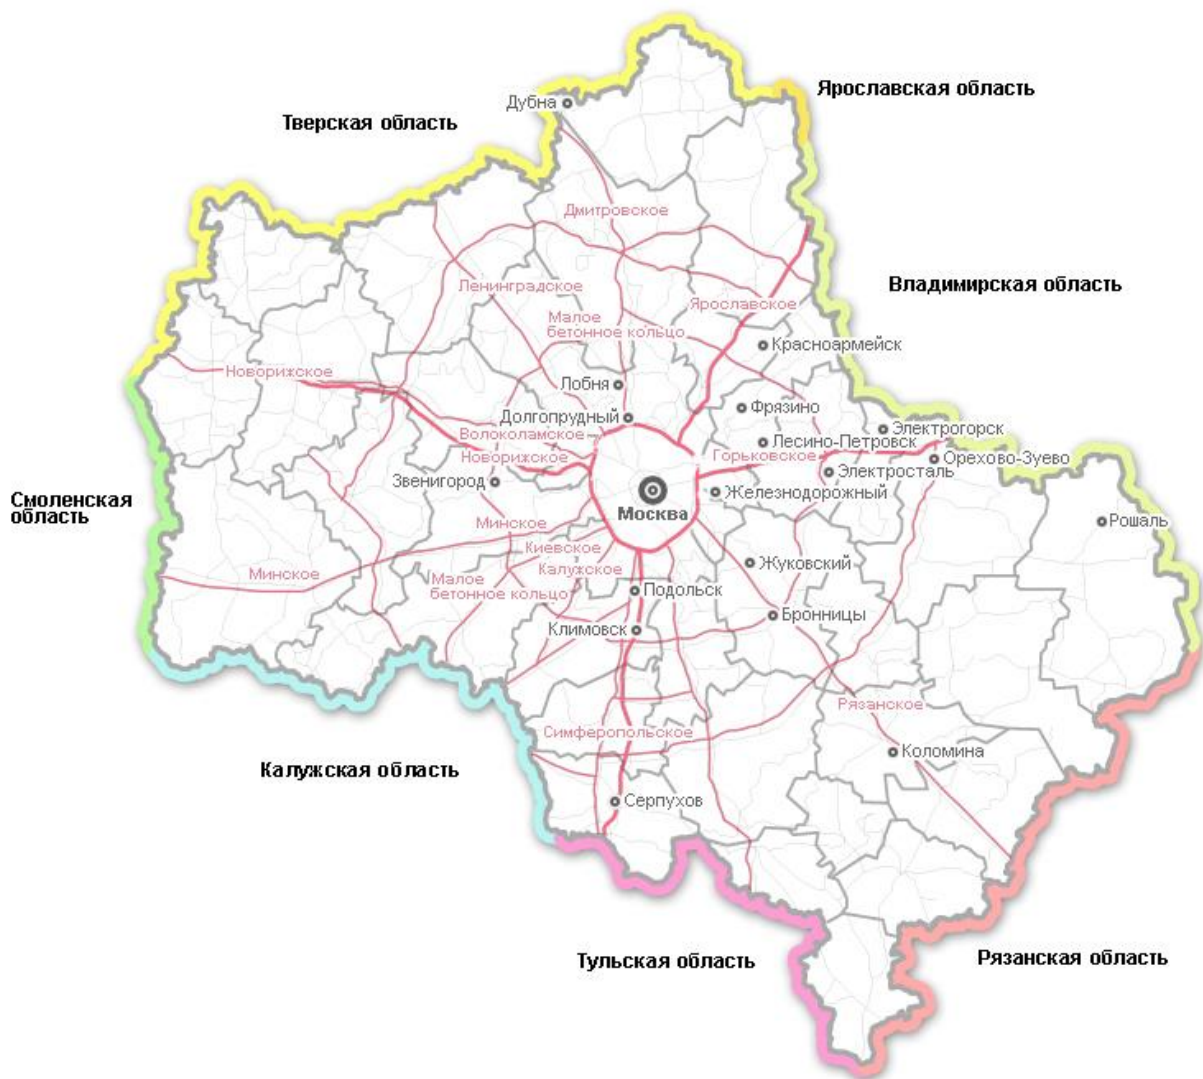 Ярославская область
Дубна
Тверская область
Дмитровское
Владимирская область
Ленинградское
Ярославское
Малое
бетонное кольцо
Красноармейск
Новорижское
Лобня
Фрязино
Долгопрудный
Электрогорск
Волоколамское
Лесино-Петровск
Новорижское
Горьковское
Орехово-Зуево
Звенигород
Электросталь
Железнодорожный
Смоленская
область
Москва
Рошаль
Минское
Киевское
Калужское
Жуковский
Минское
Малое
бетонное кольцо
Подольск
Бронницы
Климовск
Рязанское
Симферопольское
Коломина
Калужская область
Серпухов
Тульская область
Рязанская область